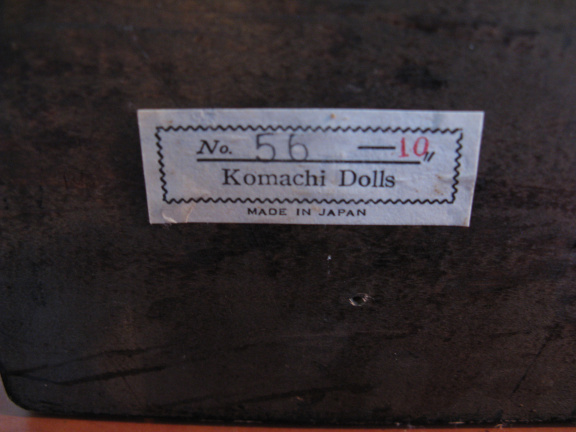 No. 56 — 10"
Komachi Dolls
MADE IN JAPAN